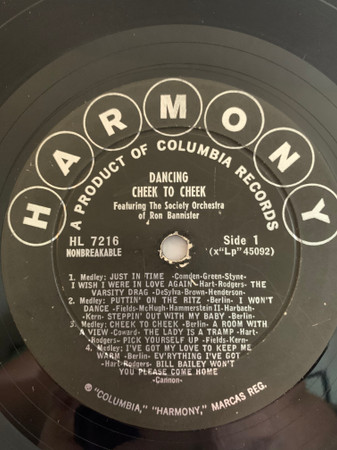 HARMONY
A PRODUCT OF COLUMBIA RECORDS
DANCING
CHEEK TO CHEEK
Featuring The Society Orchestra
of Ron Bannister
HL 7216
NONBREAKABLE
Side 1
(x"Lp" 45092)
1. Medley: JUST IN TIME -Comden-Green-Styne-
I WISH I WERE IN LOVE AGAIN -Hart-Rodgers- THE
VARSITY DRAG -DeSylva-Brown-Henderson-
2. Medley: PUTTIN' ON THE RITZ -Berlin- I WON'T
DANCE -Fields-McHugh-Hammerstein II-Harbach-
Kern- STEPPIN' OUT WITH MY BABY -Berlin-
3. Medley: CHEEK TO CHEEK -Berlin- A ROOM WITH
A VIEW -Coward- THE LADY IS A TRAMP -Hart-
Rodgers- PICK YOURSELF UP -Fields-Kern-
4. Medley: I'VE GOT MY LOVE TO KEEP ME
WARM -Berlin- EV'RYTHING I'VE GOT
-Hart-Rodgers- BILL BAILEY WON'T
YOU PLEASE COME HOME
-Cannon-
® "COLUMBIA," "HARMONY," MARCAS REG.